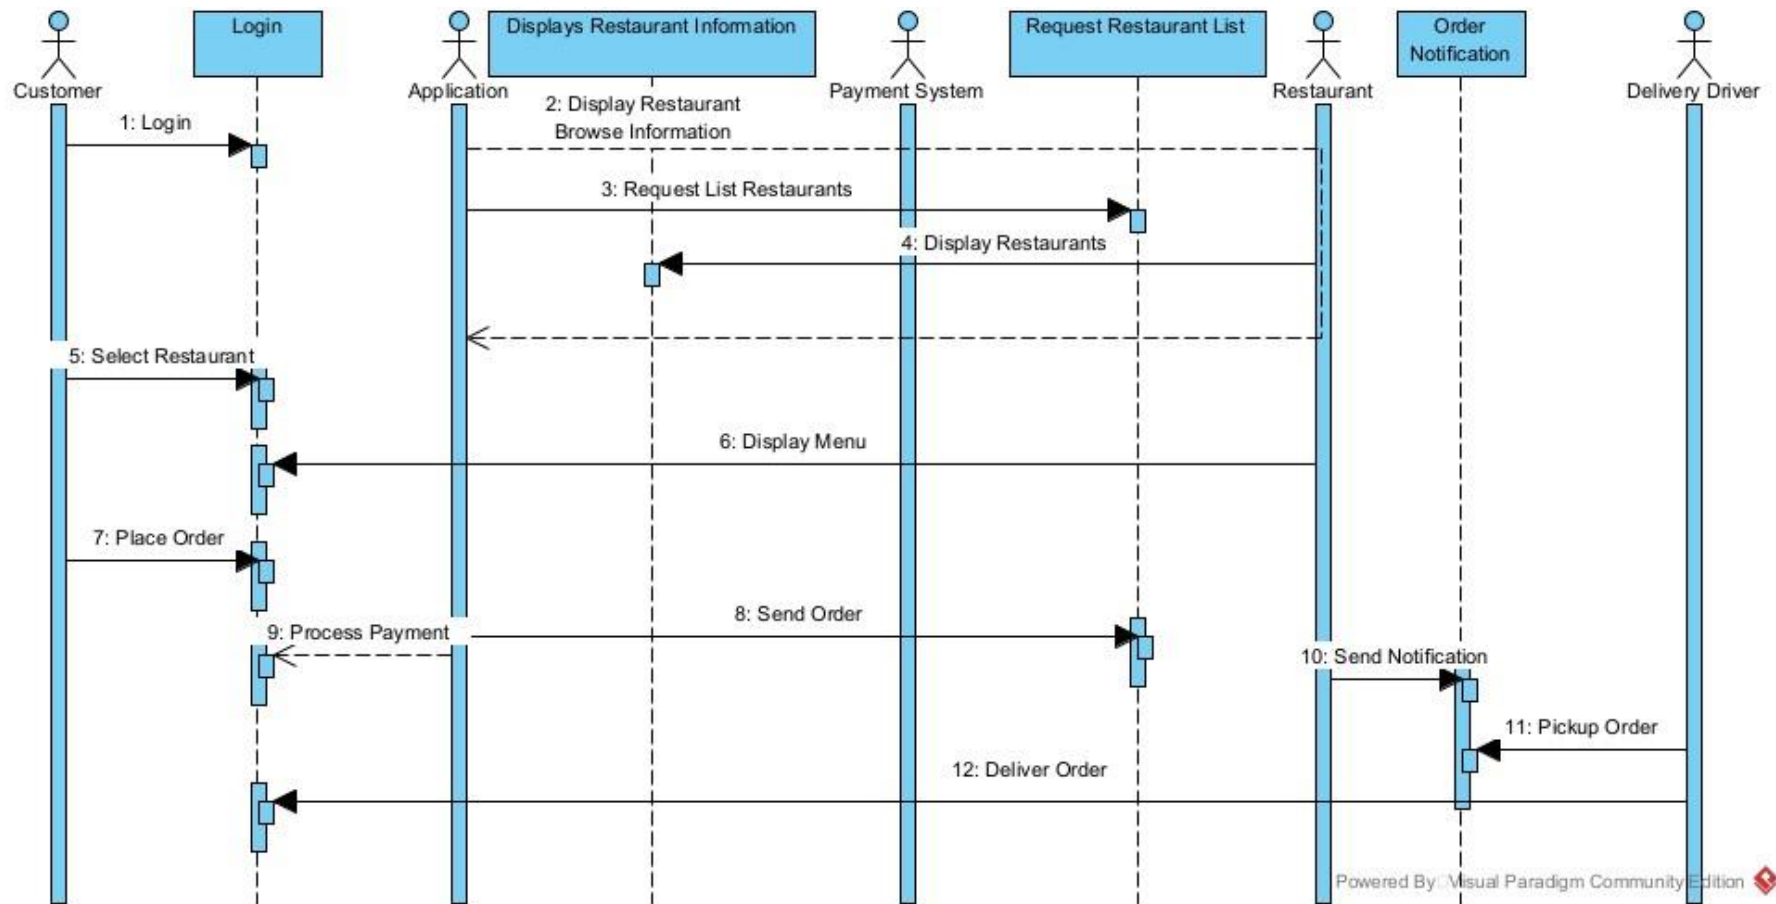 Login
Displays Restaurant Information
Request Restaurant List
Order
Notification
Customer
Application
Payment System
Restaurant
Delivery Driver
1: Login
2: Display Restaurant
Browse Information
3: Request List Restaurants
4: Display Restaurants
5: Select Restaurant
6: Display Menu
7: Place Order
8: Send Order
9: Process Payment
10: Send Notification
11: Pickup Order
12: Deliver Order
Powered By Visual Paradigm Community Edition